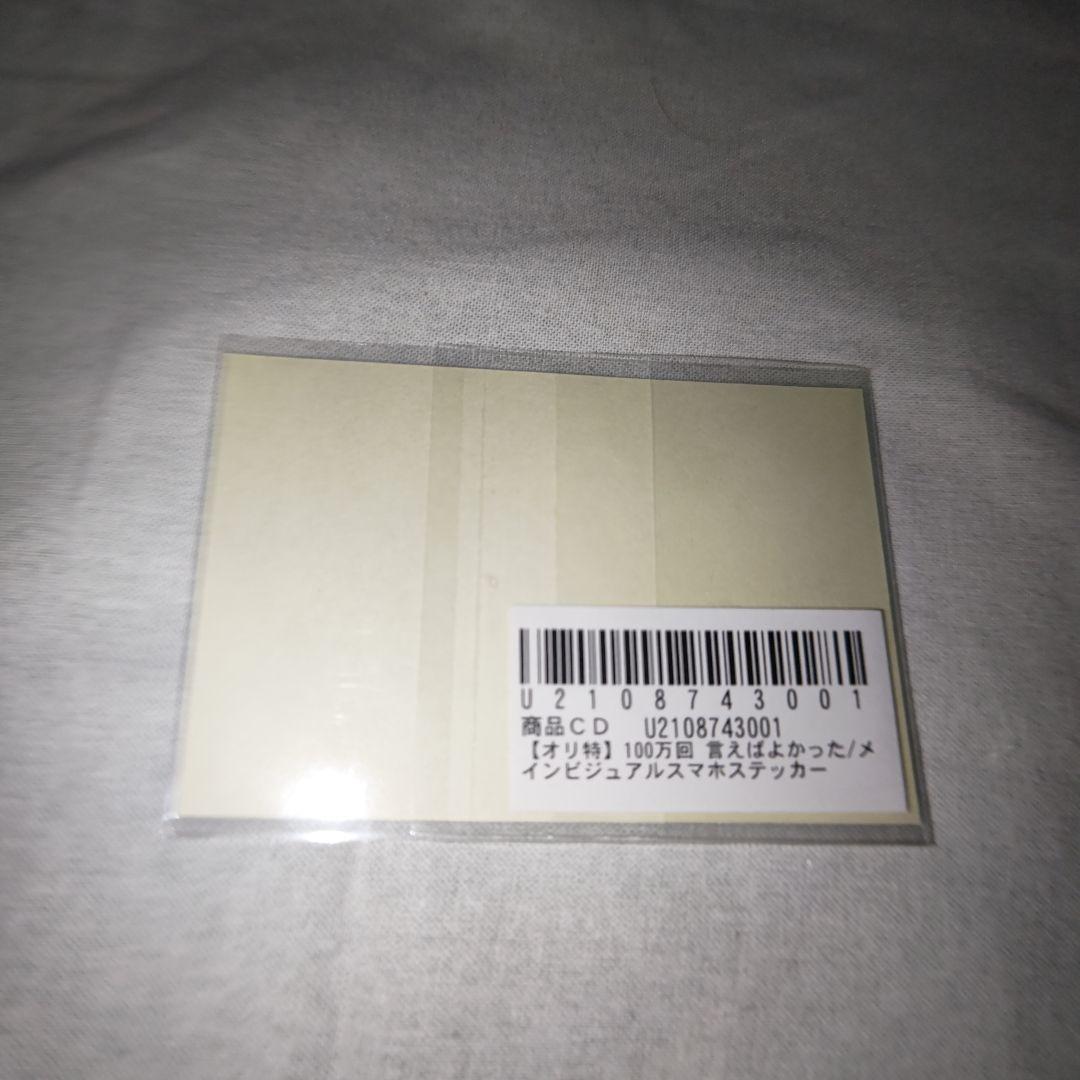 U2108743001
商品CD U2108743001
【オリ特】100万回 言えばよかった/メ
インビジュアルスマホステッカー